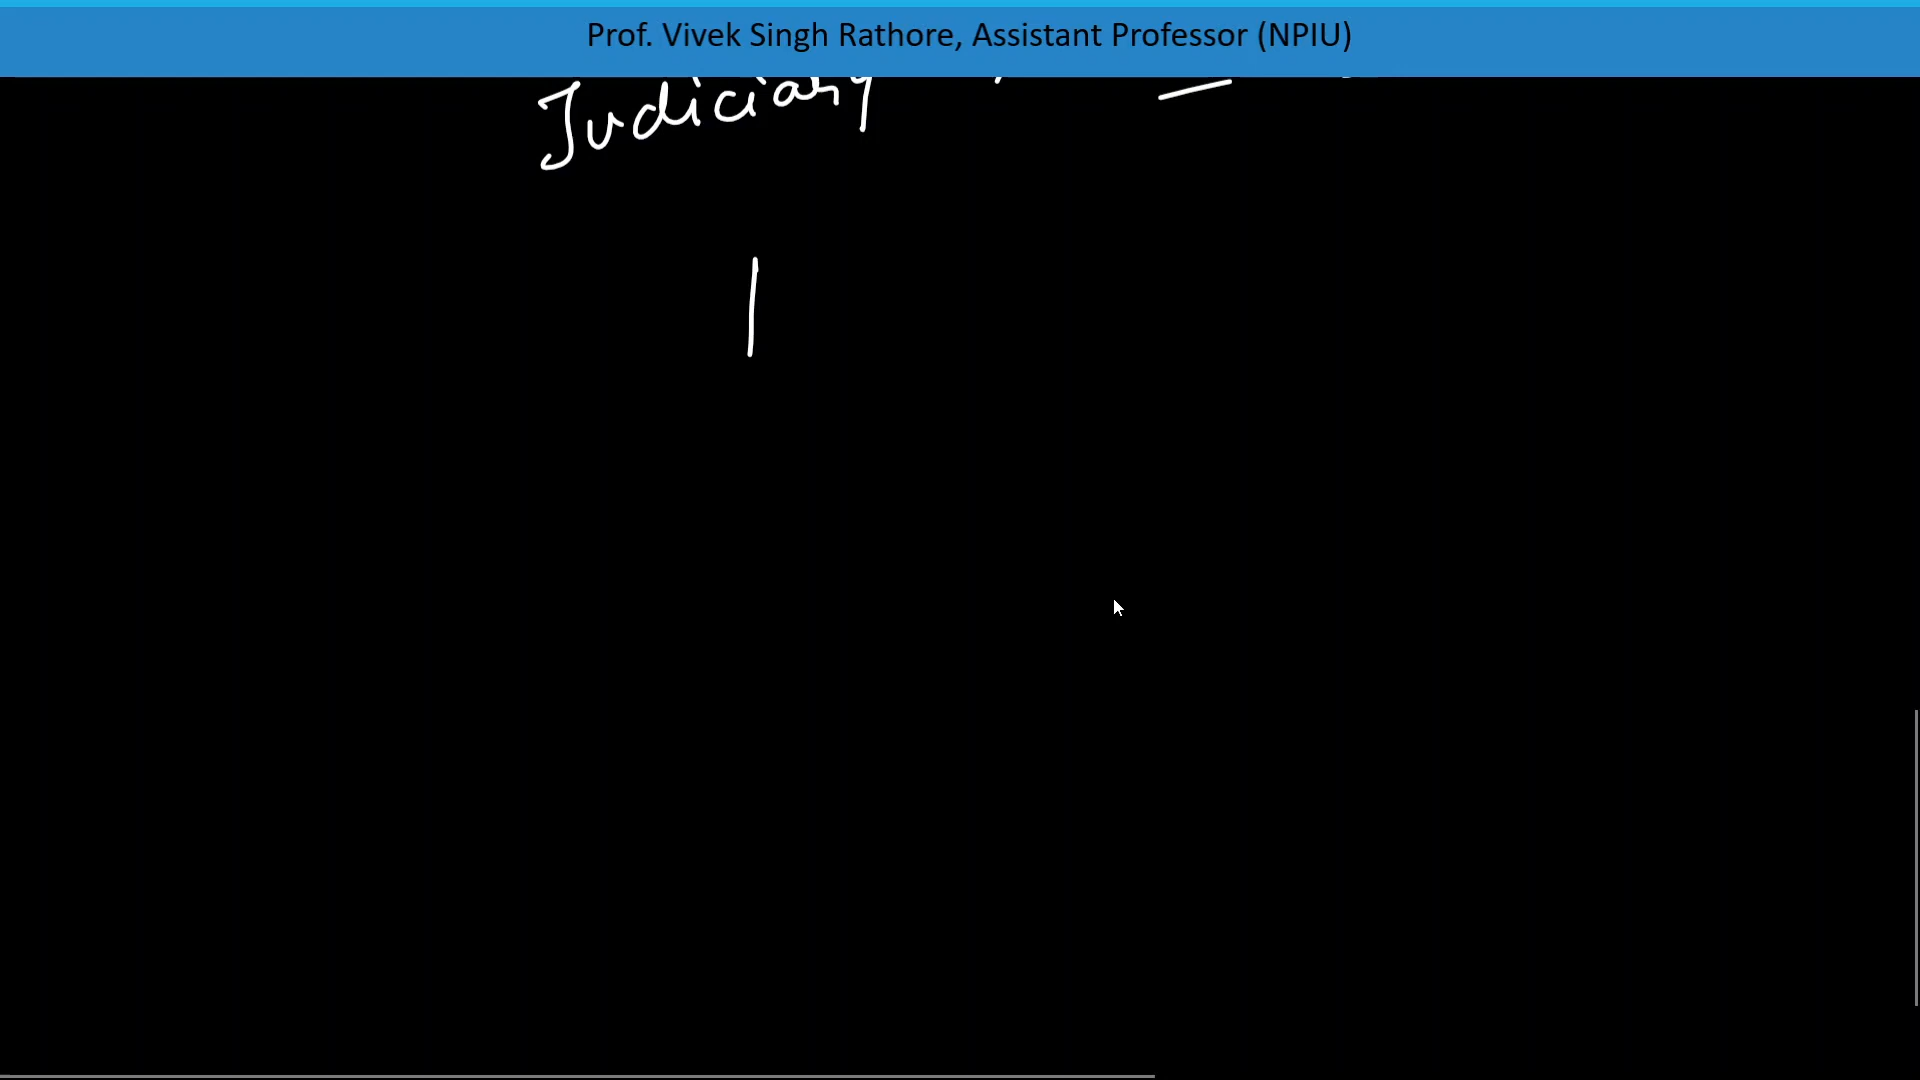 Prof. Vivek Singh Rathore, Assistant Professor (NPIU)
Judiciary